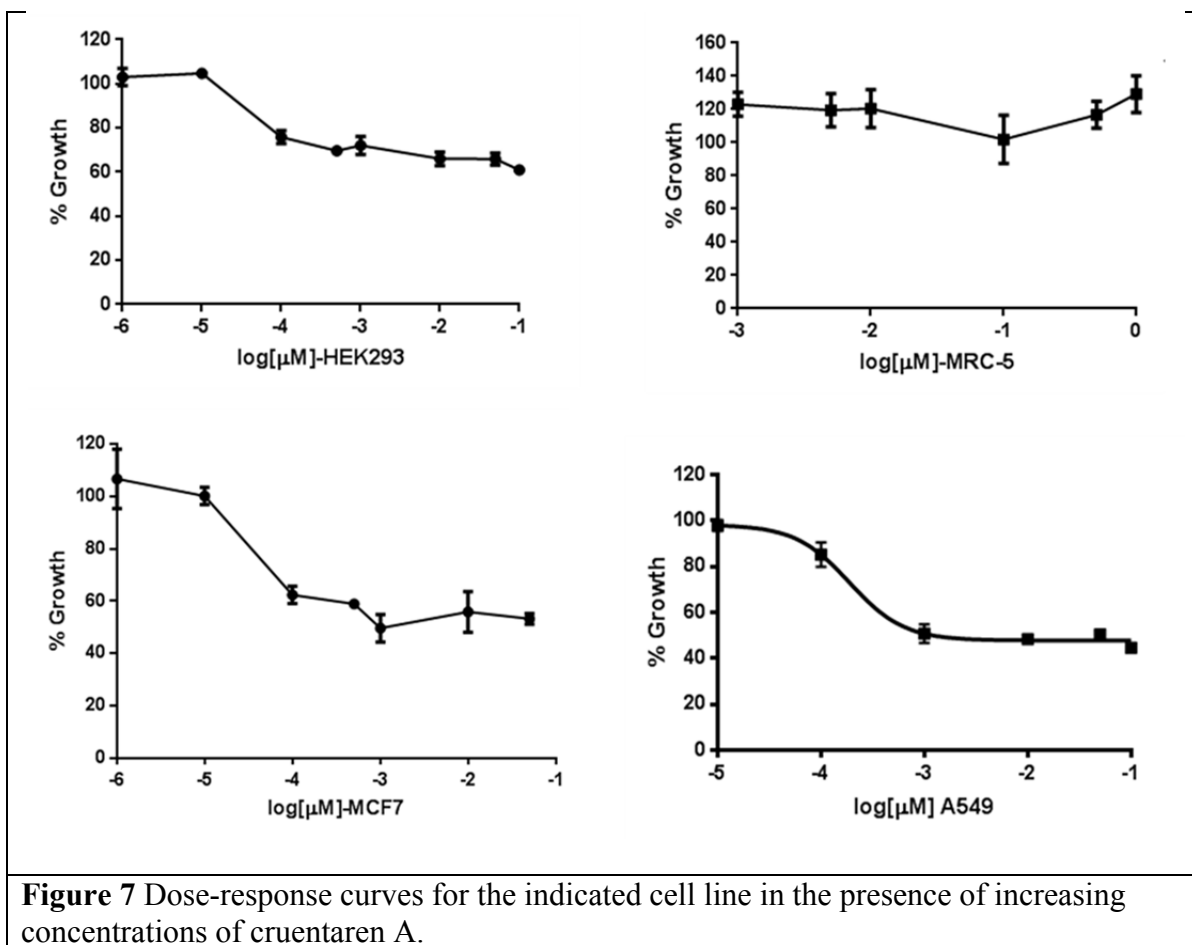 120
100
80
60
40
20
0
% Growth
-6 -5 -4 -3 -2 -1
log[μM]-HEK293
160
140
120
100
80
60
40
20
0
% Growth
-3 -2 -1 0
log[μM]-MRC-5
120
100
80
60
40
20
0
% Growth
-6 -5 -4 -3 -2 -1
log[μM]-MCF7
120
100
80
60
40
20
0
% Growth
-5 -4 -3 -2 -1
log[μM] A549
Figure 7 Dose-response curves for the indicated cell line in the presence of increasing
concentrations of cruentaren A.